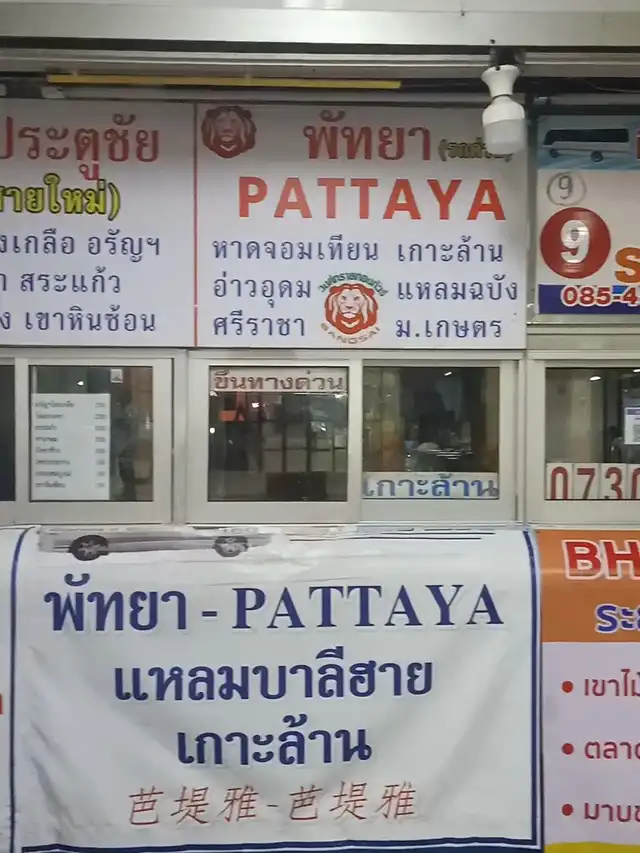 ประตูชัย
สายใหม่)
เกลือ อรัญฯ
สระแก้ว
เขาหินซ้อน
พัทยา
PATTAYA
หาดจอมเทียน เกาะล้าน
อ่าวอุดม แหลมฉบัง
ศรีราชา ม.เกษตร
BANGSAI
9
9
S
085-4
ขึ้นทางด่วน
เกาะล้าน
0730
พัทยา - PATTAYA
แหลมบาลีฮาย
เกาะล้าน
芭堤雅-芭堤雅
BH
ระ
• เขาไม้
• ตลาด
• มาบ